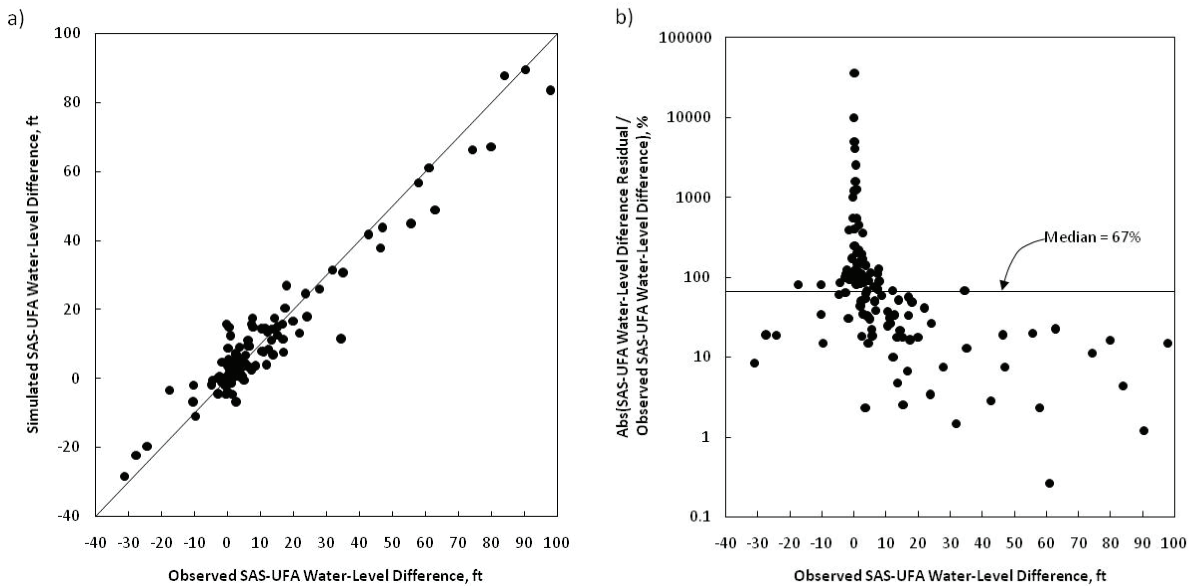 a)
100
80
60
40
20
0
-20
-40
Simulated SAS-UFA Water-Level Difference, ft
-40 -30 -20 -10 0 10 20 30 40 50 60 70 80 90 100
Observed SAS-UFA Water-Level Difference, ft
b)
100000
10000
1000
100
10
1
0.1
Abs(SAS-UFA Water-Level Diference Residual /
Observed SAS-UFA Water-Level Difference), %
Median = 67%
-40 -30 -20 -10 0 10 20 30 40 50 60 70 80 90 100
Observed SAS-UFA Water-Level Difference, ft